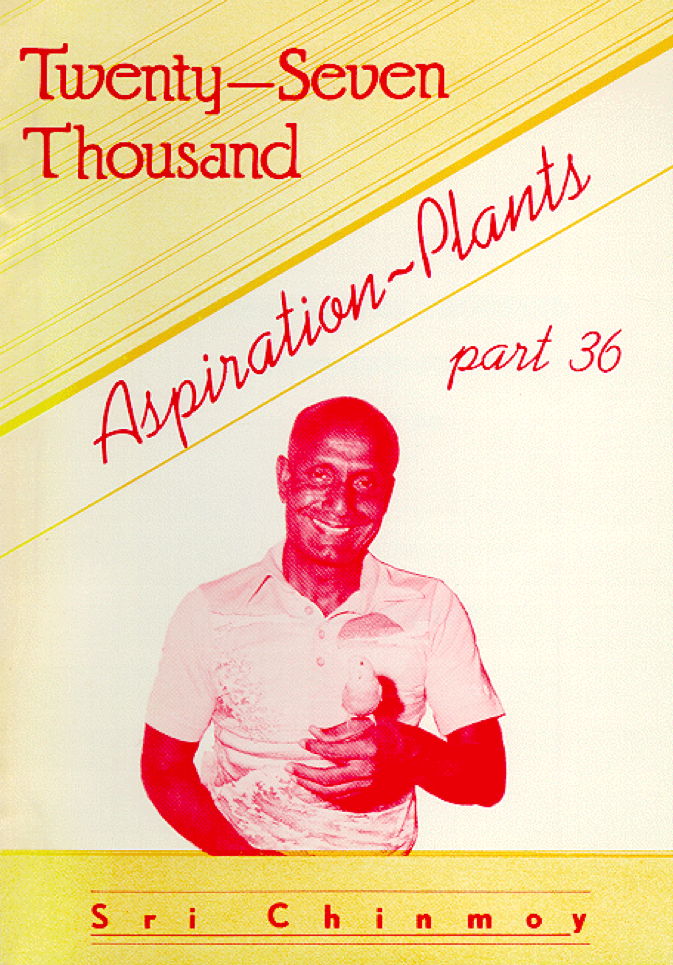 Twenty-Seven
Thousand
Aspiration~Plants
part 36
Sri Chinmoy